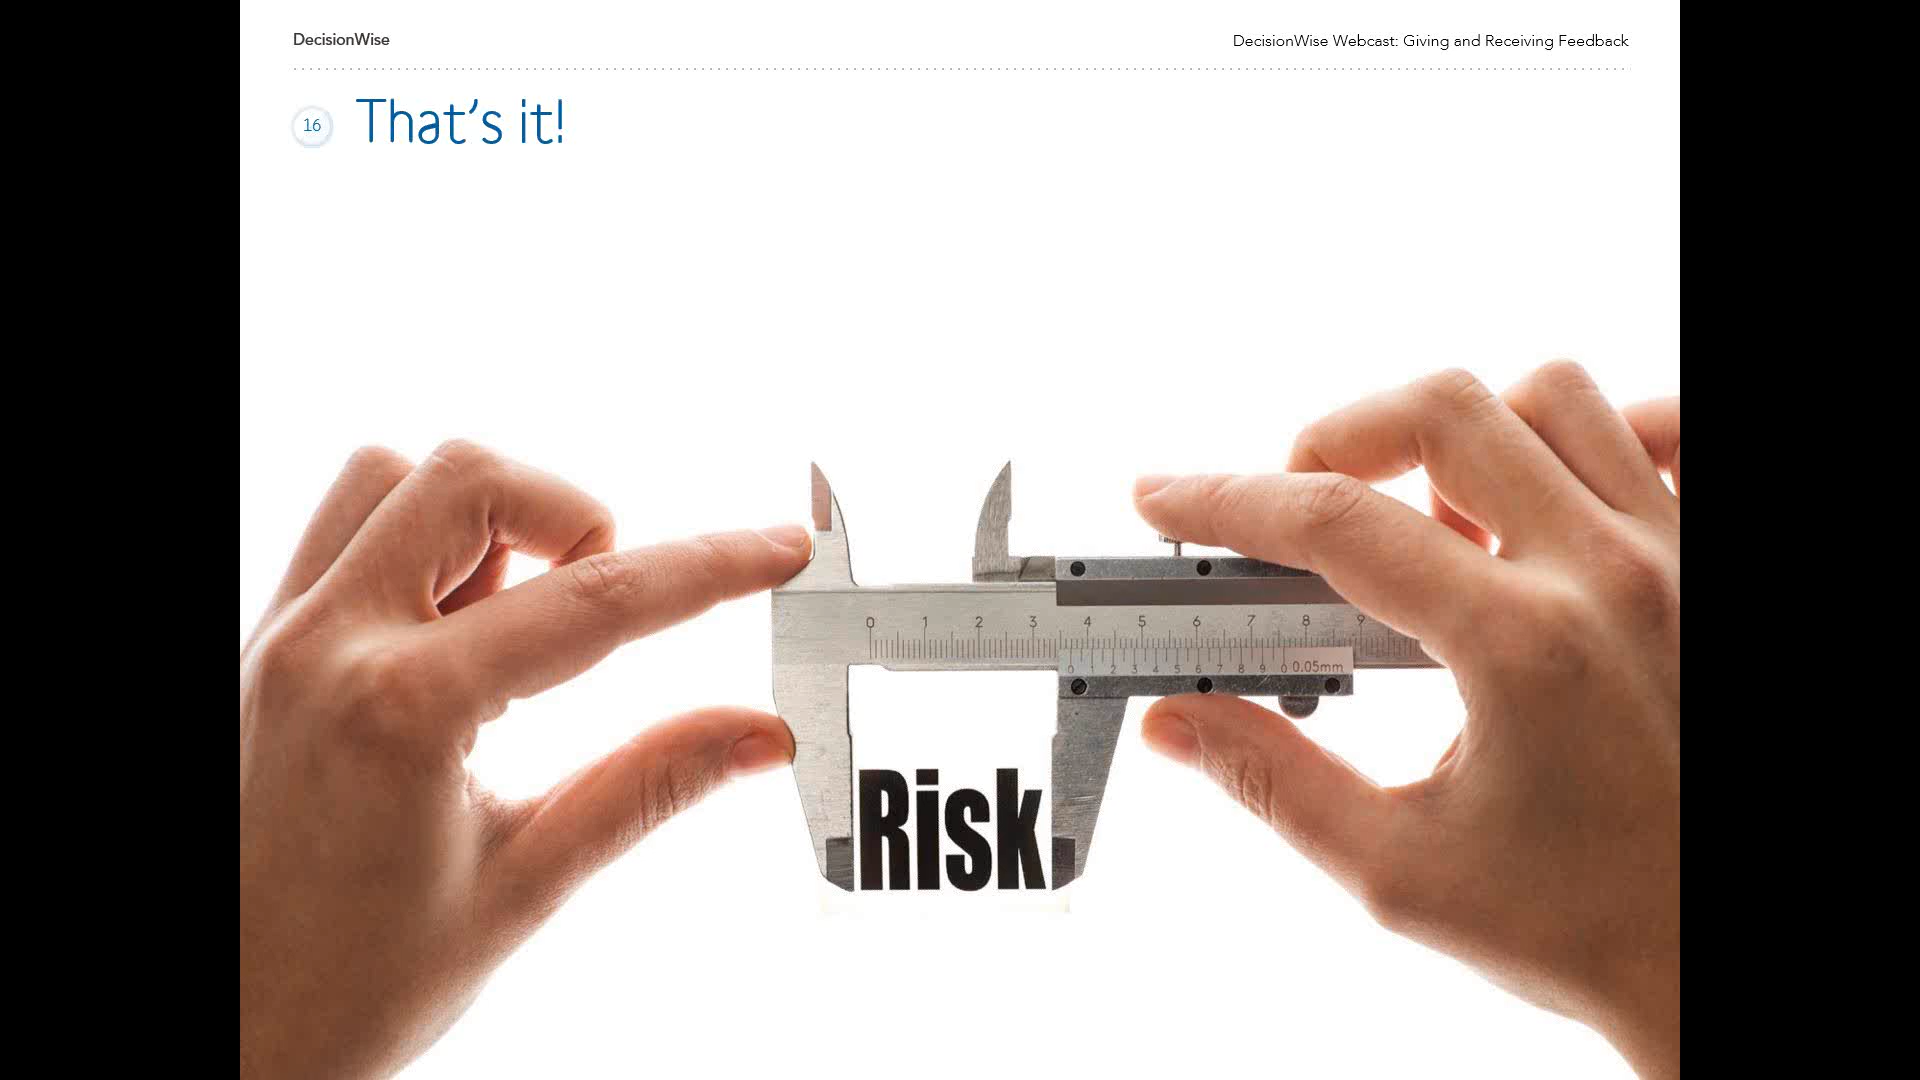 DecisionWise
DecisionWise Webcast: Giving and Receiving Feedback
16 That's it!
0 1 2 3 4 5 6 7 8 9
0 1 2 3 4 5 6 7 8 9 0 0.05mm
Risk